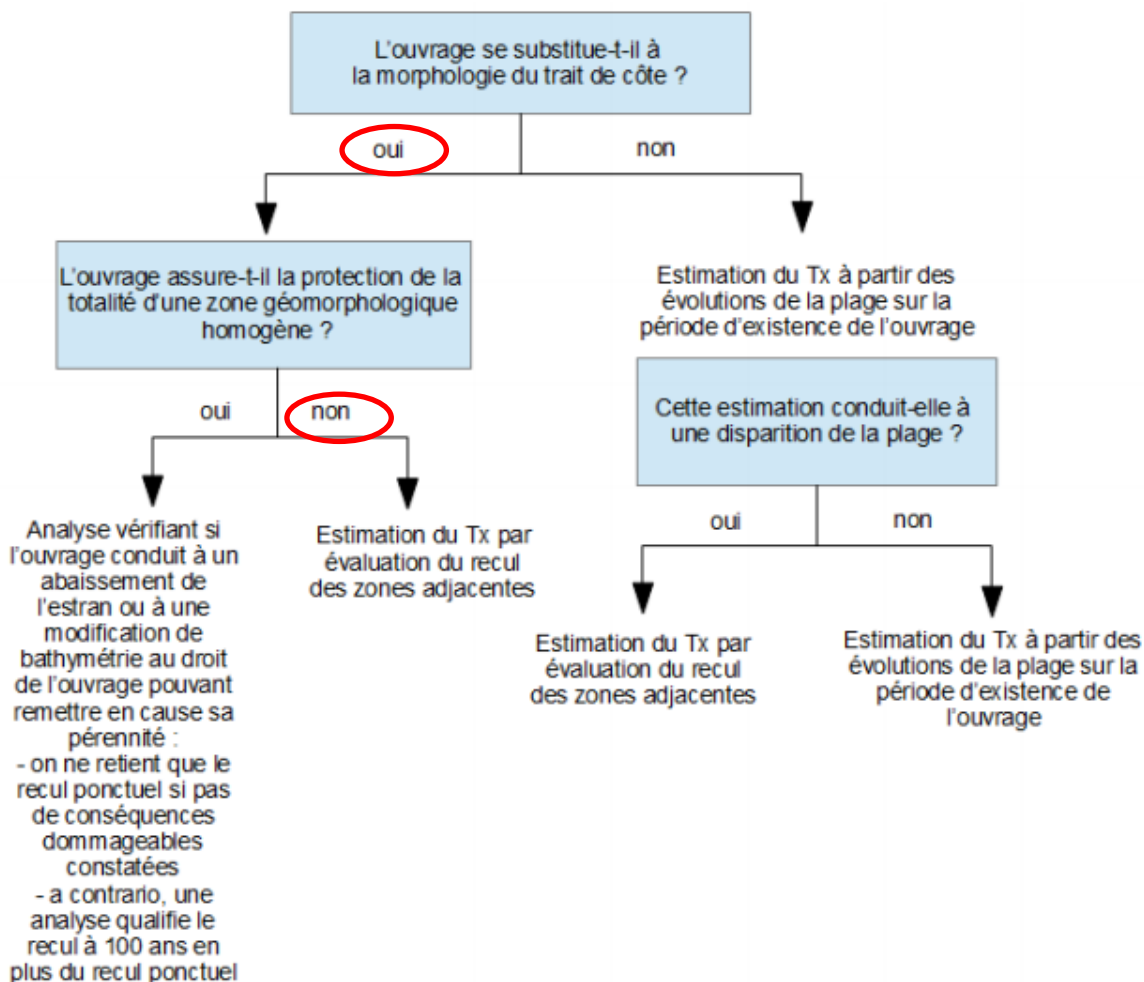 L'ouvrage se substitue-t-il à
la morphologie du trait de côte ?
oui
non
L'ouvrage assure-t-il la protection de la
totalité d'une zone géomorphologique
homogène ?
oui
non
Analyse vérifiant si
l'ouvrage conduit à un
abaissement de
l'estran ou à une
modification de
bathymétrie au droit
de l'ouvrage pouvant
remettre en cause sa
pérennité :
- on ne retient que le
recul ponctuel si pas
de conséquences
dommageables
constatées
- a contrario, une
analyse qualifie le
recul à 100 ans en
plus du recul ponctuel
Estimation du Tx par
évaluation du recul
des zones adjacentes
Estimation du Tx à partir des
évolutions de la plage sur la
période d'existence de l'ouvrage
Cette estimation conduit-elle à
une disparition de la plage ?
oui
non
Estimation du Tx par
évaluation du recul
des zones adjacentes
Estimation du Tx à partir des
évolutions de la plage sur la
période d'existence de
l'ouvrage